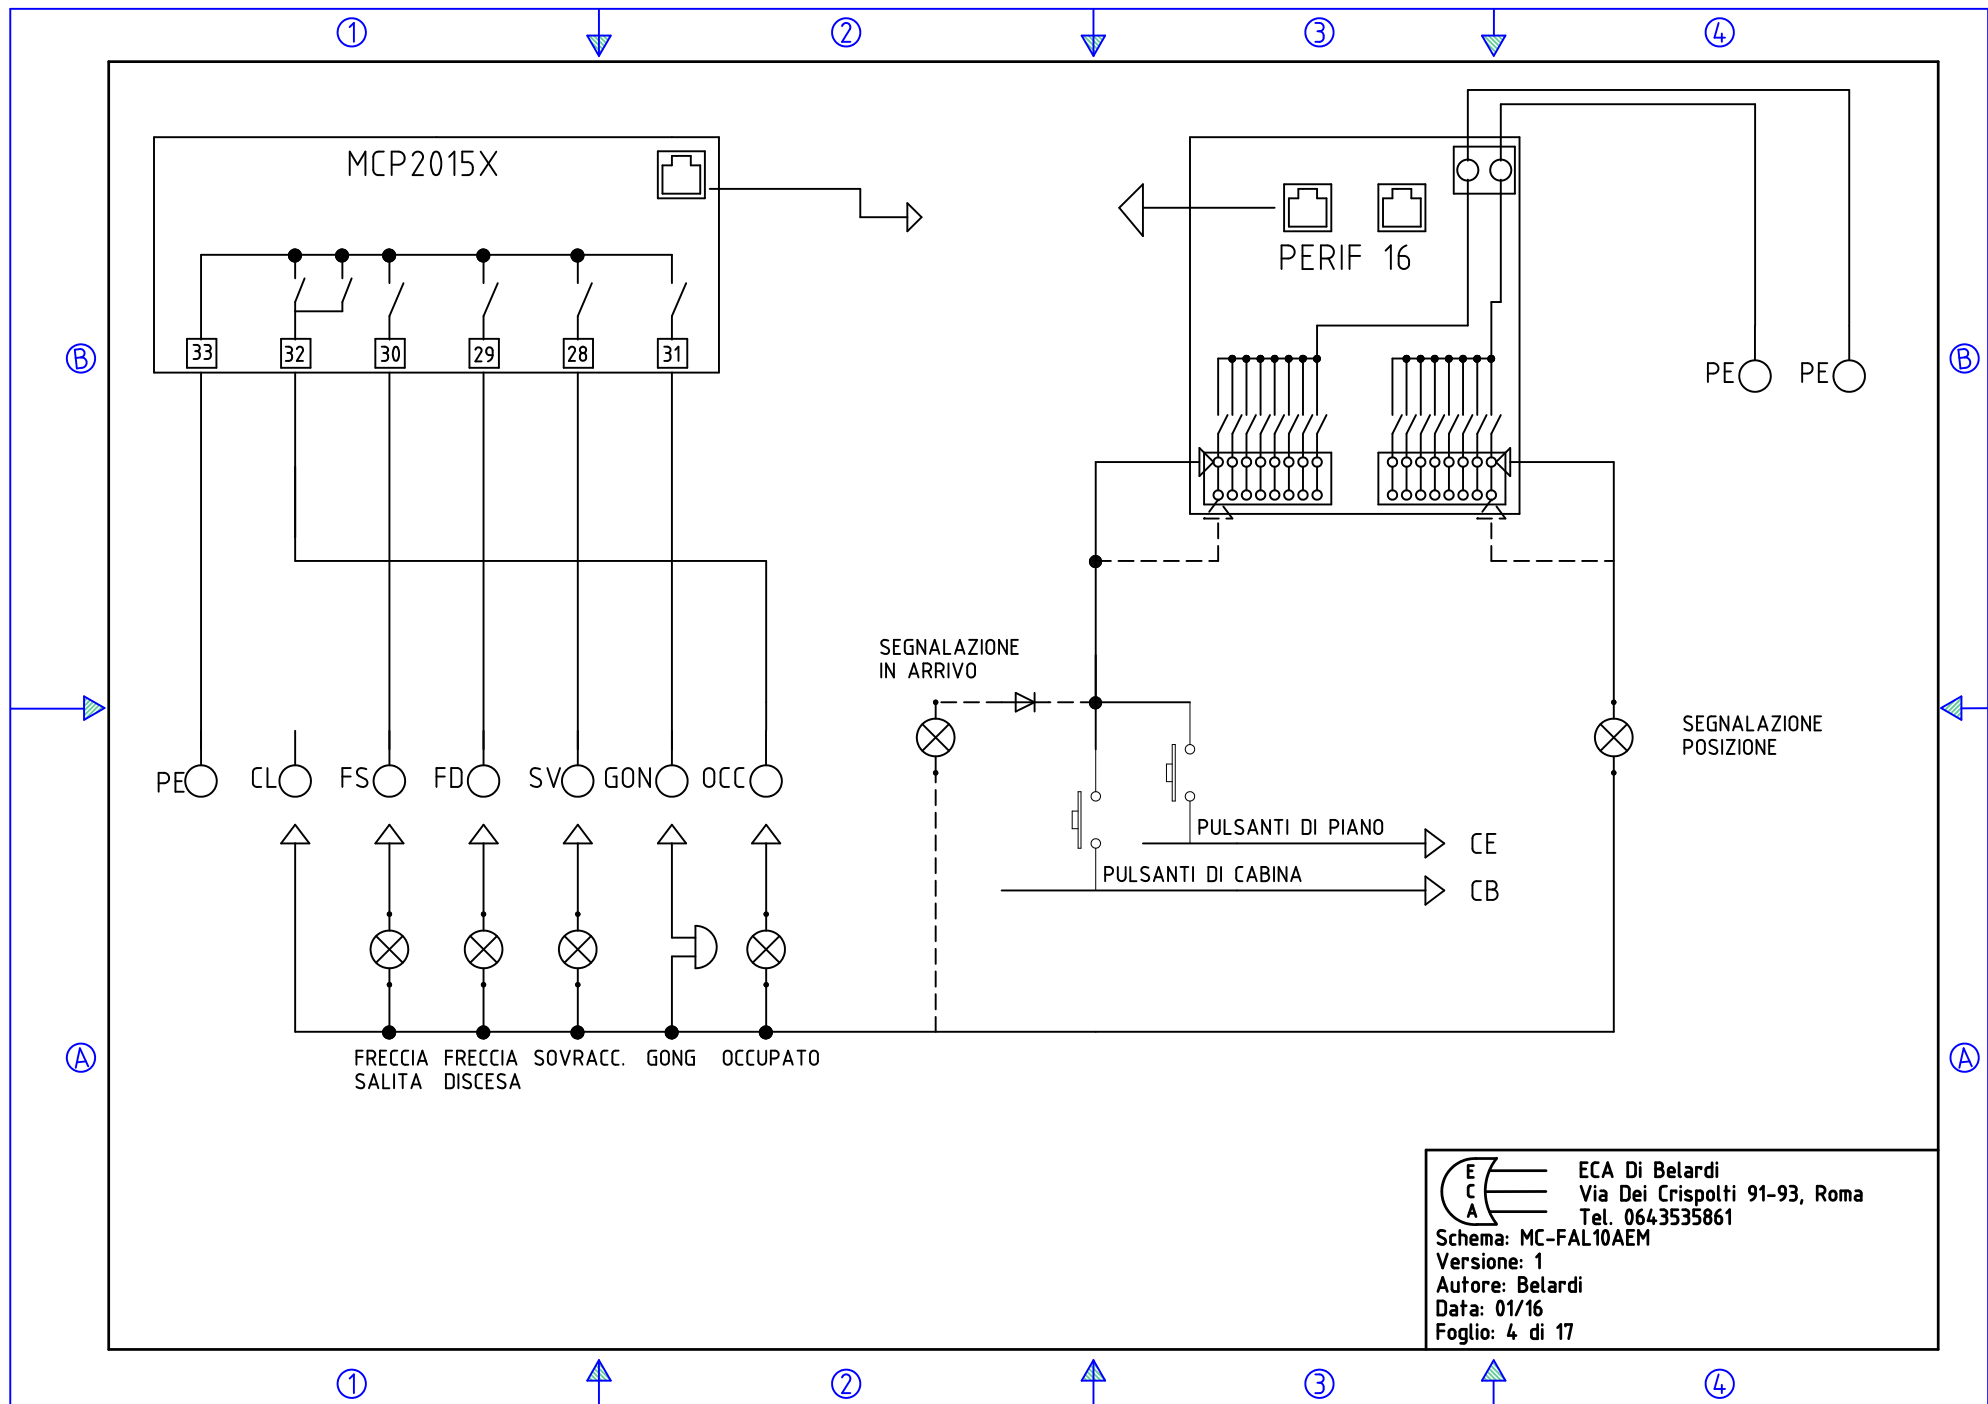 1 2 3 4
MCP2015X
PERIF 16
33 32 30 29 28 31
B B
PE PE
SEGNALAZIONE
IN ARRIVO
SEGNALAZIONE
POSIZIONE
PE CL FS FD SV GON OCC
PULSANTI DI PIANO CE
PULSANTI DI CABINA CB
A A
FRECCIA
SALITA
FRECCIA
DISCESA
SOVRACC.
GONG
OCCUPATO
E
C
A
ECA Di Belardi
Via Dei Crispolti 91-93, Roma
Tel. 0643535861
Schema: MC-FAL10AEM
Versione: 1
Autore: Belardi
Data: 01/16
Foglio: 4 di 17
1 2 3 4